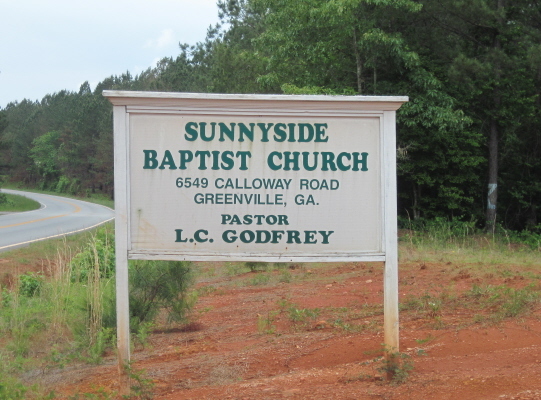 SUNNYSIDE
BAPTIST CHURCH
6549 CALLOWAY ROAD
GREENVILLE, GA.
PASTOR
L.C. GODFREY